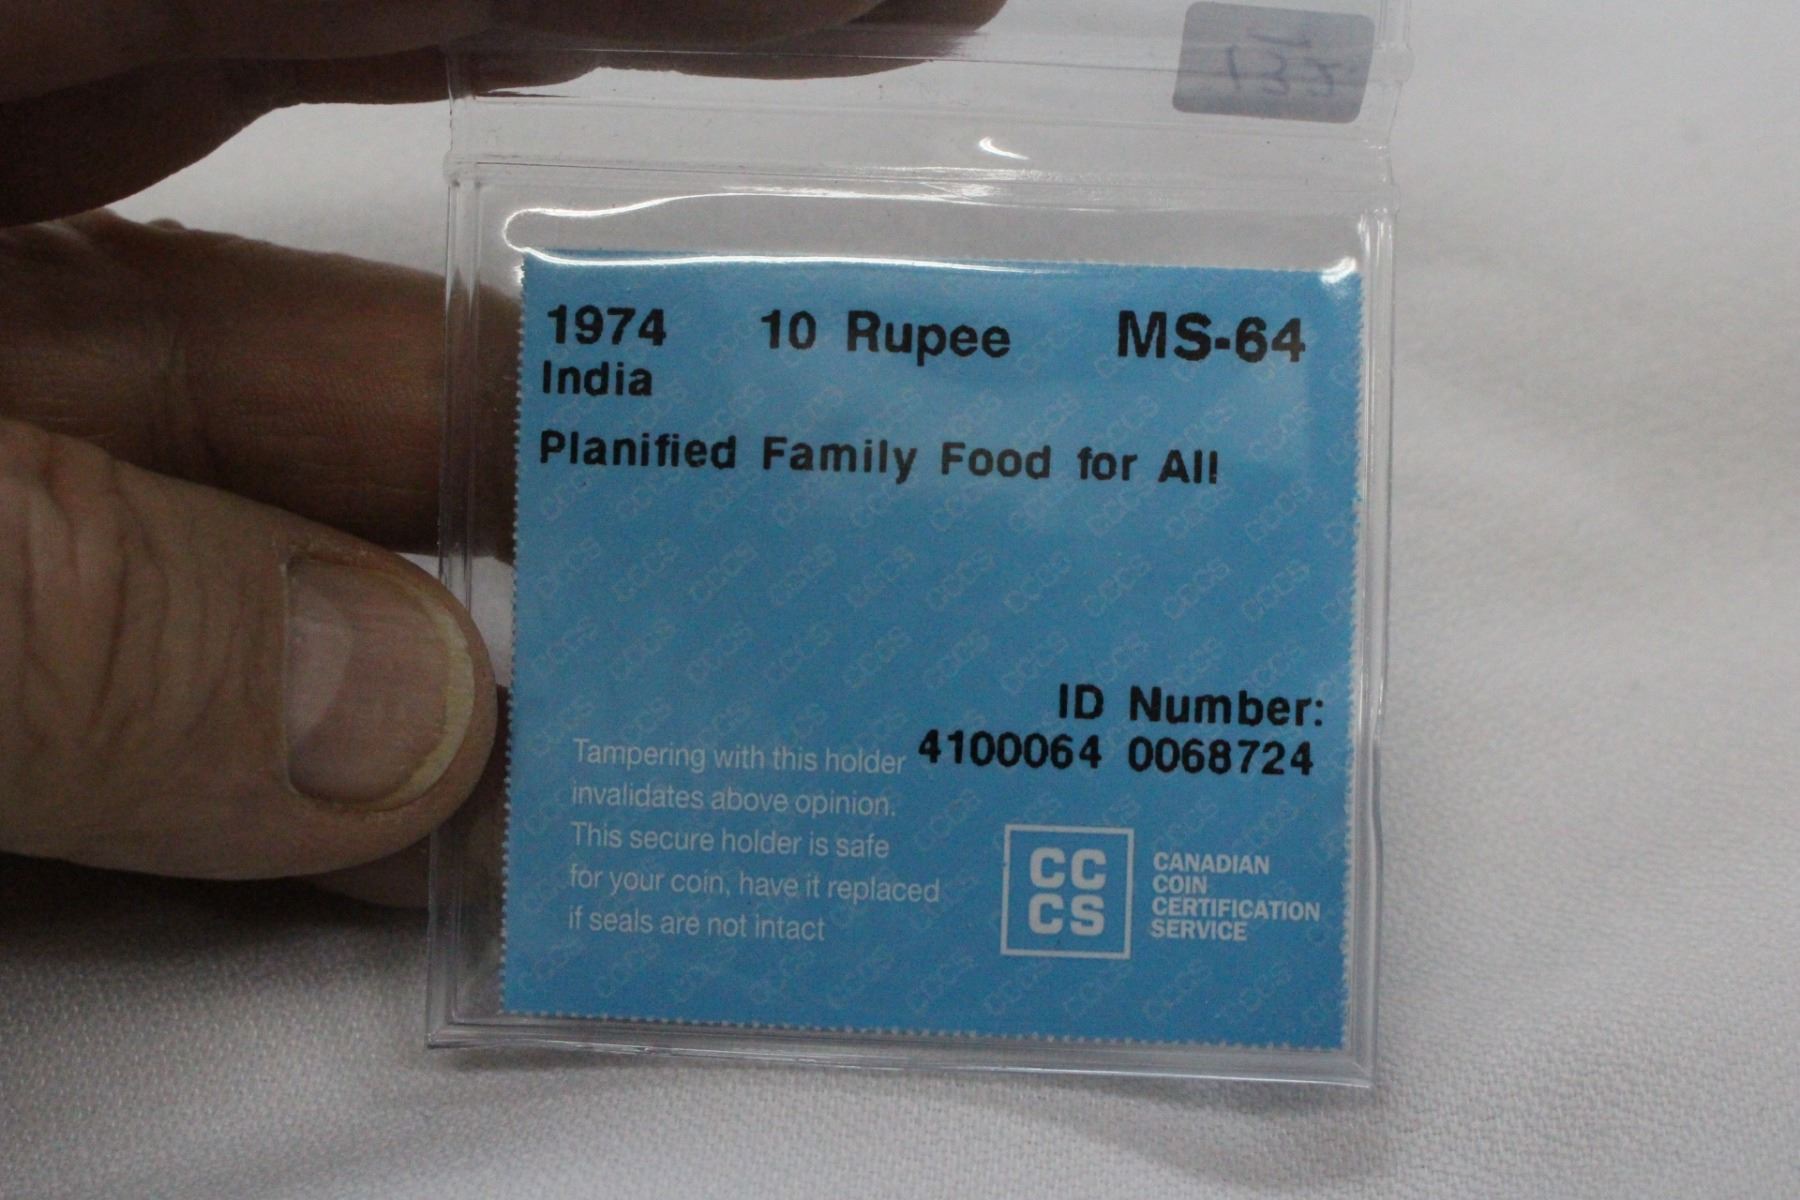 1974 10 Rupee MS-64
India
Planified Family Food for All
ID Number:
4100064 0068724
Tampering with this holder
invalidates above opinion.
This secure holder is safe
for your coin, have it replaced
if seals are not intact
CC
CS
CANADIAN
COIN
CERTIFICATION
SERVICE